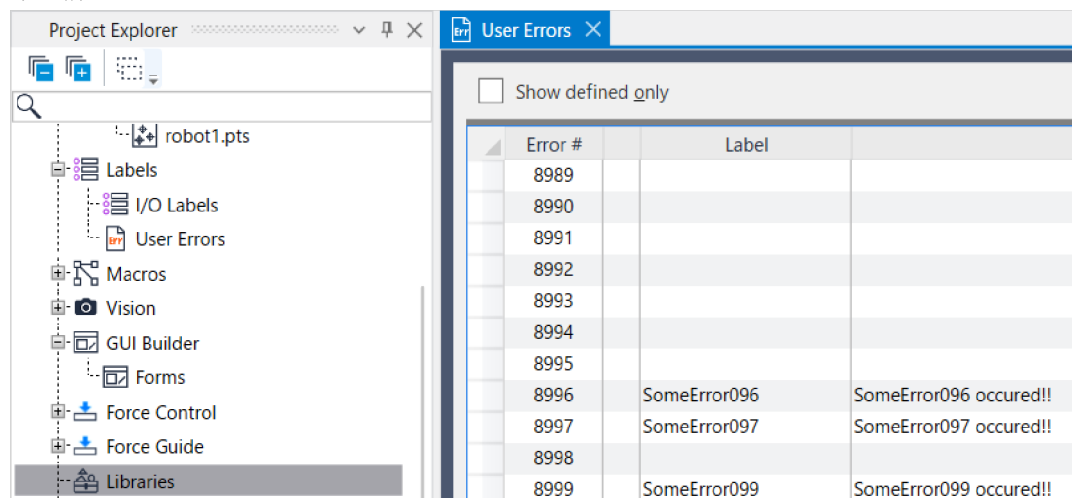 Project Explorer
User Errors
Show defined only
robot1.pts
Labels
I/O Labels
User Errors
Macros
Vision
GUI Builder
Forms
Force Control
Force Guide
Libraries
Error # Label
8989
8990
8991
8992
8993
8994
8995
8996 SomeError096 SomeError096 occured!!
8997 SomeError097 SomeError097 occured!!
8998
8999 SomeError099 SomeError099 occured!!